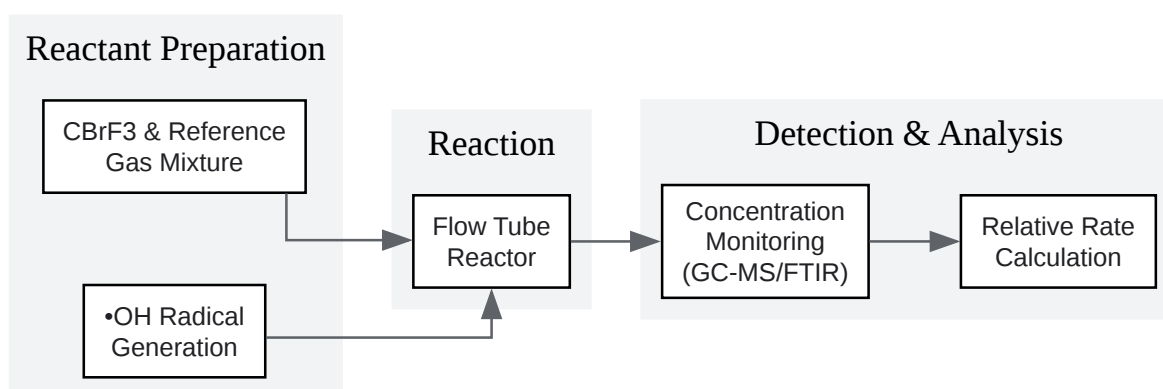 Reactant Preparation
CBrF3 & Reference
Gas Mixture
•OH Radical
Generation
Reaction
Flow Tube
Reactor
Detection & Analysis
Concentration
Monitoring
(GC-MS/FTIR)
Relative Rate
Calculation